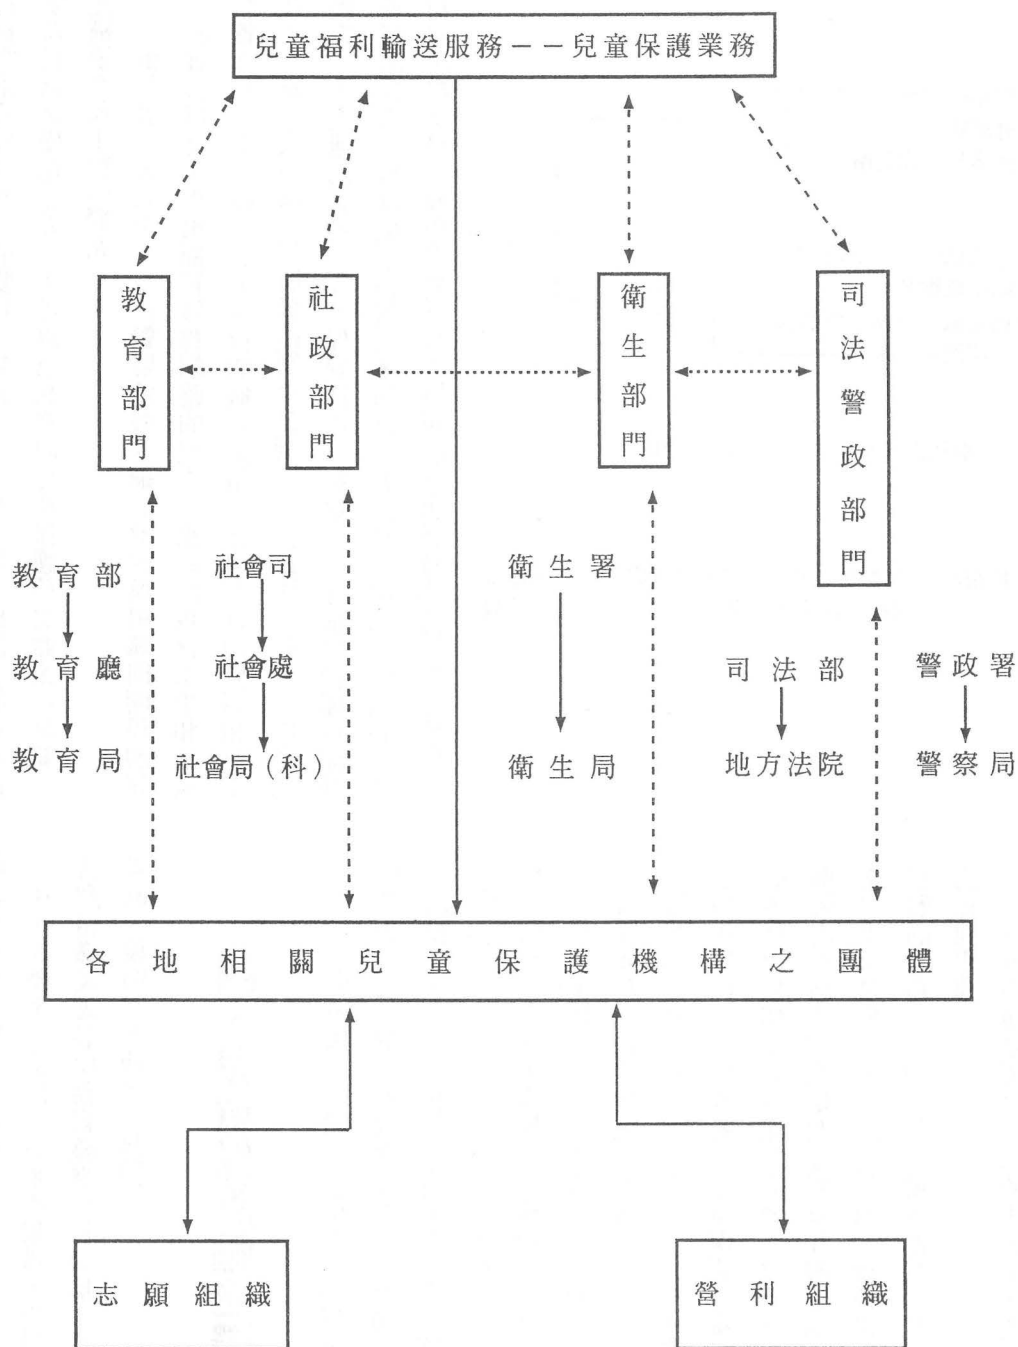 兒童福利輸送服務－－兒童保護業務
教育部門
社政部門
衛生部門
司法警政部門
教育部
教育廳
教育局
社會司
社會處
社會局(科)
衛生署
衛生局
司法部
地方法院
警政署
警察局
各地相關兒童保護機構之團體
志願組織
營利組織